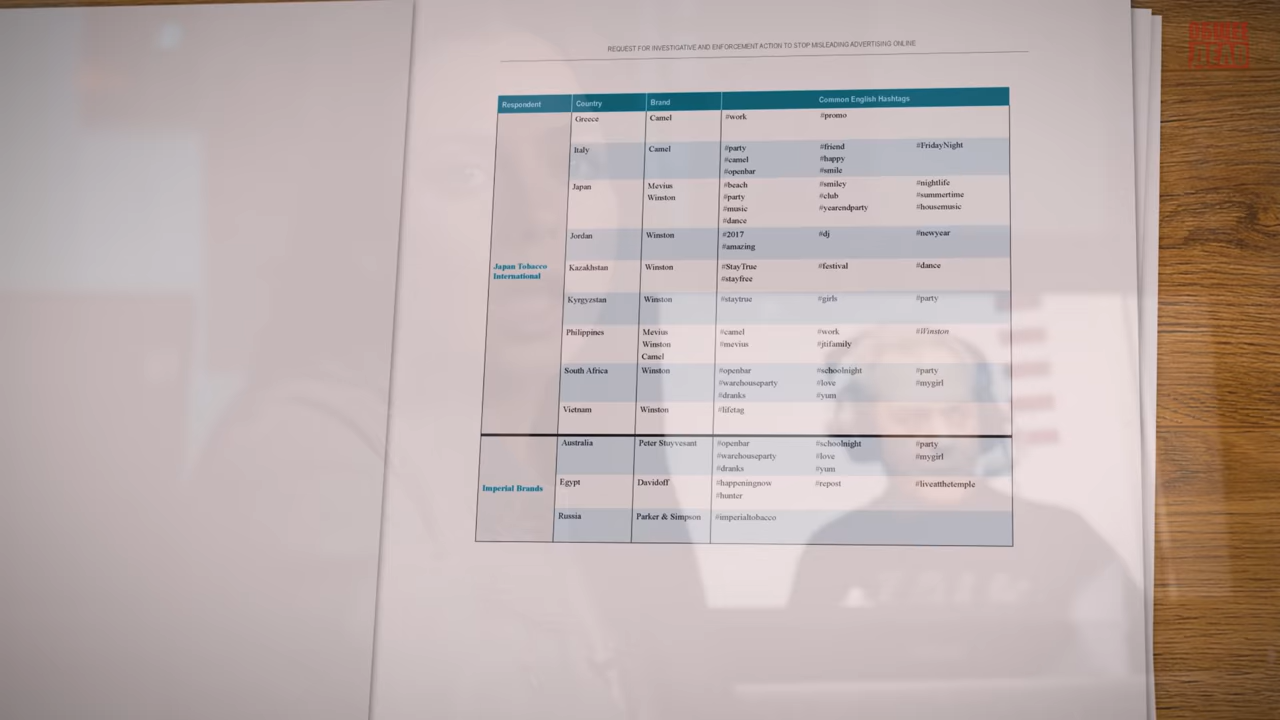 REQUEST FOR INVESTIGATIVE AND ENFORCEMENT ACTION TO STOP MISLEADING ADVERTISING ONLINE
Respondent Country Brand Common English Hashtags
Japan Tobacco
International
Greece Camel #work #promo
Italy Camel #party #friend #FridayNight
#camel #happy
#openbar #smile
Japan Mevius #beach #smiley #nightlife
Winston #party #club #summertime
#music #yearendparty #housemusic
#dance
Jordan Winston #2017 #dj #newyear
#amazing
Kazakhstan Winston #StayTrue #festival #dance
#stayfree
Kyrgyzstan Winston #staytrue #girls #party
Philippines Mevius #camel #work #Winston
Winston #mevius #jtifamily
Camel
South Africa Winston #openbar #schoolnight #party
#warehouseparty #love #mygirl
#dranks #yum
Vietnam Winston #lifetag
Imperial Brands
Australia Peter Stuyvesant #openbar #schoolnight #party
#warehouseparty #love #mygirl
#dranks #yum
Egypt Davidoff #happeningnow #repost #liveatthetemple
#hunter
Russia Parker & Simpson #imperialtobacco